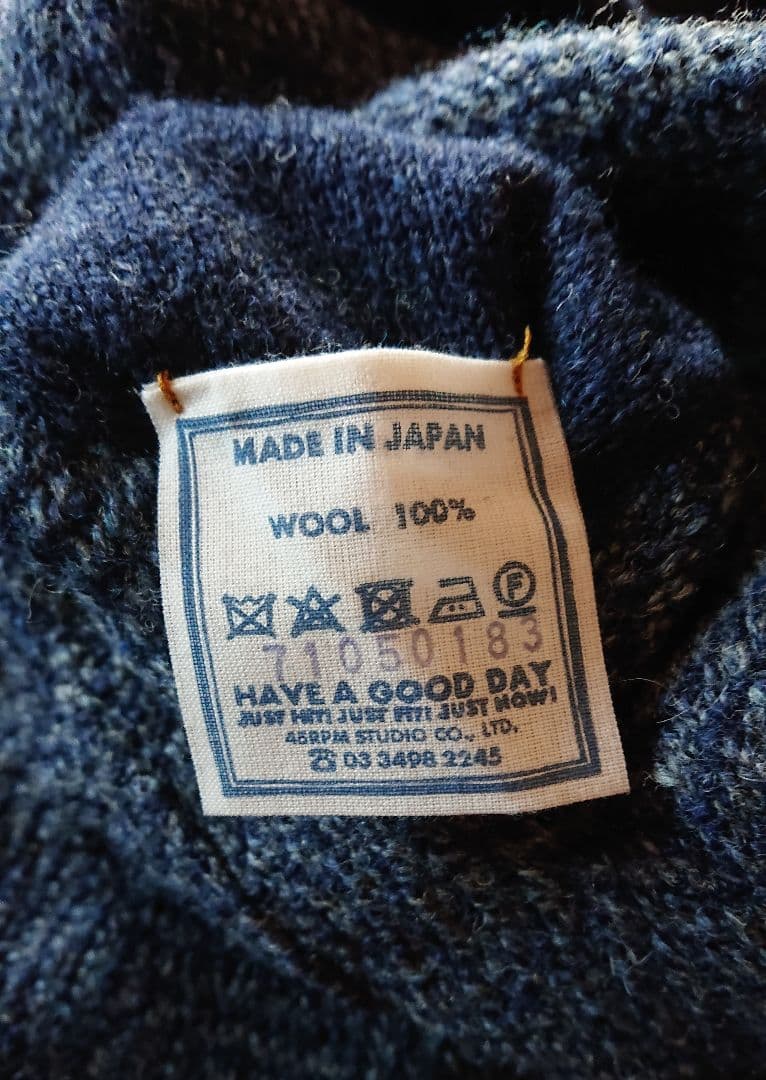 MADE IN JAPAN
WOOL 100%
F
71050183
HAVE A GOOD DAY
JUST HIT! JUST FIT! JUST NOW!
45RPM STUDIO CO., LTD.
☎ 03 3498 2245